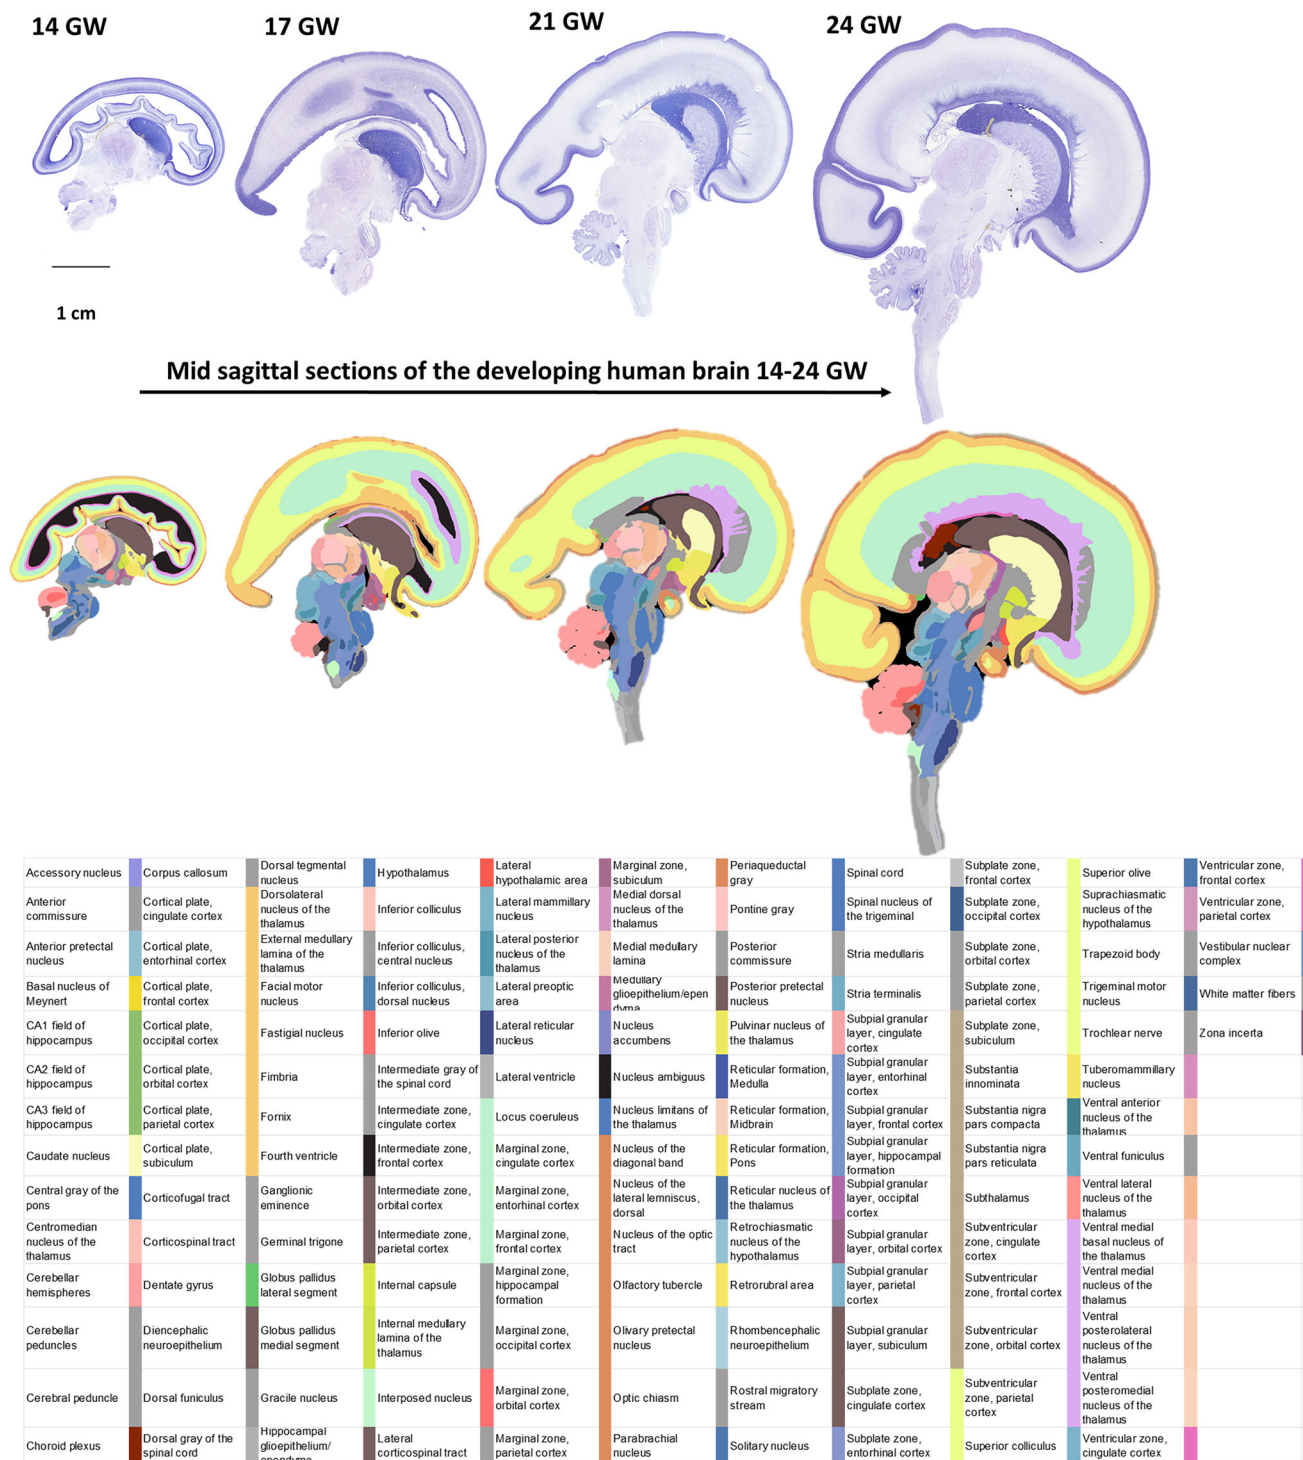 14 GW
17 GW
21 GW
24 GW
1 cm
Mid sagittal sections of the developing human brain 14-24 GW
Accessory nucleus
Corpus callosum
Dorsal tegmental
nucleus
Hypothalamus
Lateral
hypothalamic area
Marginal zone,
subiculum
Periaqueductal
gray
Spinal cord
Subplate zone,
frontal cortex
Superior olive
Ventricular zone,
frontal cortex
Anterior
commissure
Cortical plate,
cingulate cortex
Dorsolateral
nucleus of the
thalamus
Inferior colliculus
Lateral mammillary
nucleus
Medial dorsal
nucleus of the
thalamus
Pontine gray
Spinal nucleus of
the trigeminal
Subplate zone,
occipital cortex
Suprachiasmatic
nucleus of the
hypothalamus
Ventricular zone,
parietal cortex
Anterior pretectal
nucleus
Cortical plate,
entorhinal cortex
External medullary
lamina of the
thalamus
Inferior colliculus,
central nucleus
Lateral posterior
nucleus of the
thalamus
Medial medullary
lamina
Posterior
commissure
Stria medullaris
Subplate zone,
orbital cortex
Trapezoid body
Vestibular nuclear
complex
Basal nucleus of
Meynert
Cortical plate,
frontal cortex
Facial motor
nucleus
Inferior colliculus,
dorsal nucleus
Lateral preoptic
area
Medullary
glioepithelium/epen
dyma
Posterior pretectal
nucleus
Stria terminalis
Subplate zone,
parietal cortex
Trigeminal motor
nucleus
White matter fibers
CA1 field of
hippocampus
Cortical plate,
occipital cortex
Fastigial nucleus
Inferior olive
Lateral reticular
nucleus
Nucleus
accumbens
Pulvinar nucleus of
the thalamus
Subpial granular
layer, cingulate
cortex
Subplate zone,
subiculum
Trochlear nerve
Zona incerta
CA2 field of
hippocampus
Cortical plate,
orbital cortex
Fimbria
Intermediate gray of
the spinal cord
Lateral ventricle
Nucleus ambiguus
Reticular formation,
Medulla
Subpial granular
layer, entorhinal
cortex
Substantia
innominata
Tuberomammillary
nucleus
CA3 field of
hippocampus
Cortical plate,
parietal cortex
Fornix
Intermediate zone,
cingulate cortex
Locus coeruleus
Nucleus limitans of
the thalamus
Reticular formation,
Midbrain
Subpial granular
layer, frontal cortex
Substantia nigra
pars compacta
Ventral anterior
nucleus of the
thalamus
Caudate nucleus
Cortical plate,
subiculum
Fourth ventricle
Intermediate zone,
frontal cortex
Marginal zone,
cingulate cortex
Nucleus of the
diagonal band
Reticular formation,
Pons
Subpial granular
layer, hippocampal
formation
Substantia nigra
pars reticulata
Ventral funiculus
Central gray of the
pons
Corticofugal tract
Ganglionic
eminence
Intermediate zone,
orbital cortex
Marginal zone,
entorhinal cortex
Nucleus of the
lateral lemniscus,
dorsal
Reticular nucleus of
the thalamus
Subpial granular
layer, occipital
cortex
Subthalamus
Ventral lateral
nucleus of the
thalamus
Centromedian
nucleus of the
thalamus
Corticospinal tract
Germinal trigone
Intermediate zone,
parietal cortex
Marginal zone,
frontal cortex
Nucleus of the optic
tract
Retrochiasmatic
nucleus of the
hypothalamus
Subpial granular
layer, orbital cortex
Subventricular
zone, cingulate
cortex
Ventral medial
basal nucleus of
the thalamus
Cerebellar
hemispheres
Dentate gyrus
Globus pallidus
lateral segment
Internal capsule
Marginal zone,
hippocampal
formation
Olfactory tubercle
Retrorubral area
Subpial granular
layer, parietal
cortex
Subventricular
zone, frontal cortex
Ventral medial
nucleus of the
thalamus
Cerebellar
peduncles
Diencephalic
neuroepithelium
Globus pallidus
medial segment
Internal medullary
lamina of the
thalamus
Marginal zone,
occipital cortex
Olivary pretectal
nucleus
Rhombencephalic
neuroepithelium
Subpial granular
layer, subiculum
Subventricular
zone, orbital cortex
Ventral
posterolateral
nucleus of the
thalamus
Cerebral peduncle
Dorsal funiculus
Gracile nucleus
Interposed nucleus
Marginal zone,
orbital cortex
Optic chiasm
Rostral migratory
stream
Subplate zone,
cingulate cortex
Subventricular
zone, parietal
cortex
Ventral
posteromedial
nucleus of the
thalamus
Choroid plexus
Dorsal gray of the
spinal cord
Hippocampal
glioepithelium/
ependyma
Lateral
corticospinal tract
Marginal zone,
parietal cortex
Parabrachial
nucleus
Solitary nucleus
Subplate zone,
entorhinal cortex
Superior colliculus
Ventricular zone,
cingulate cortex